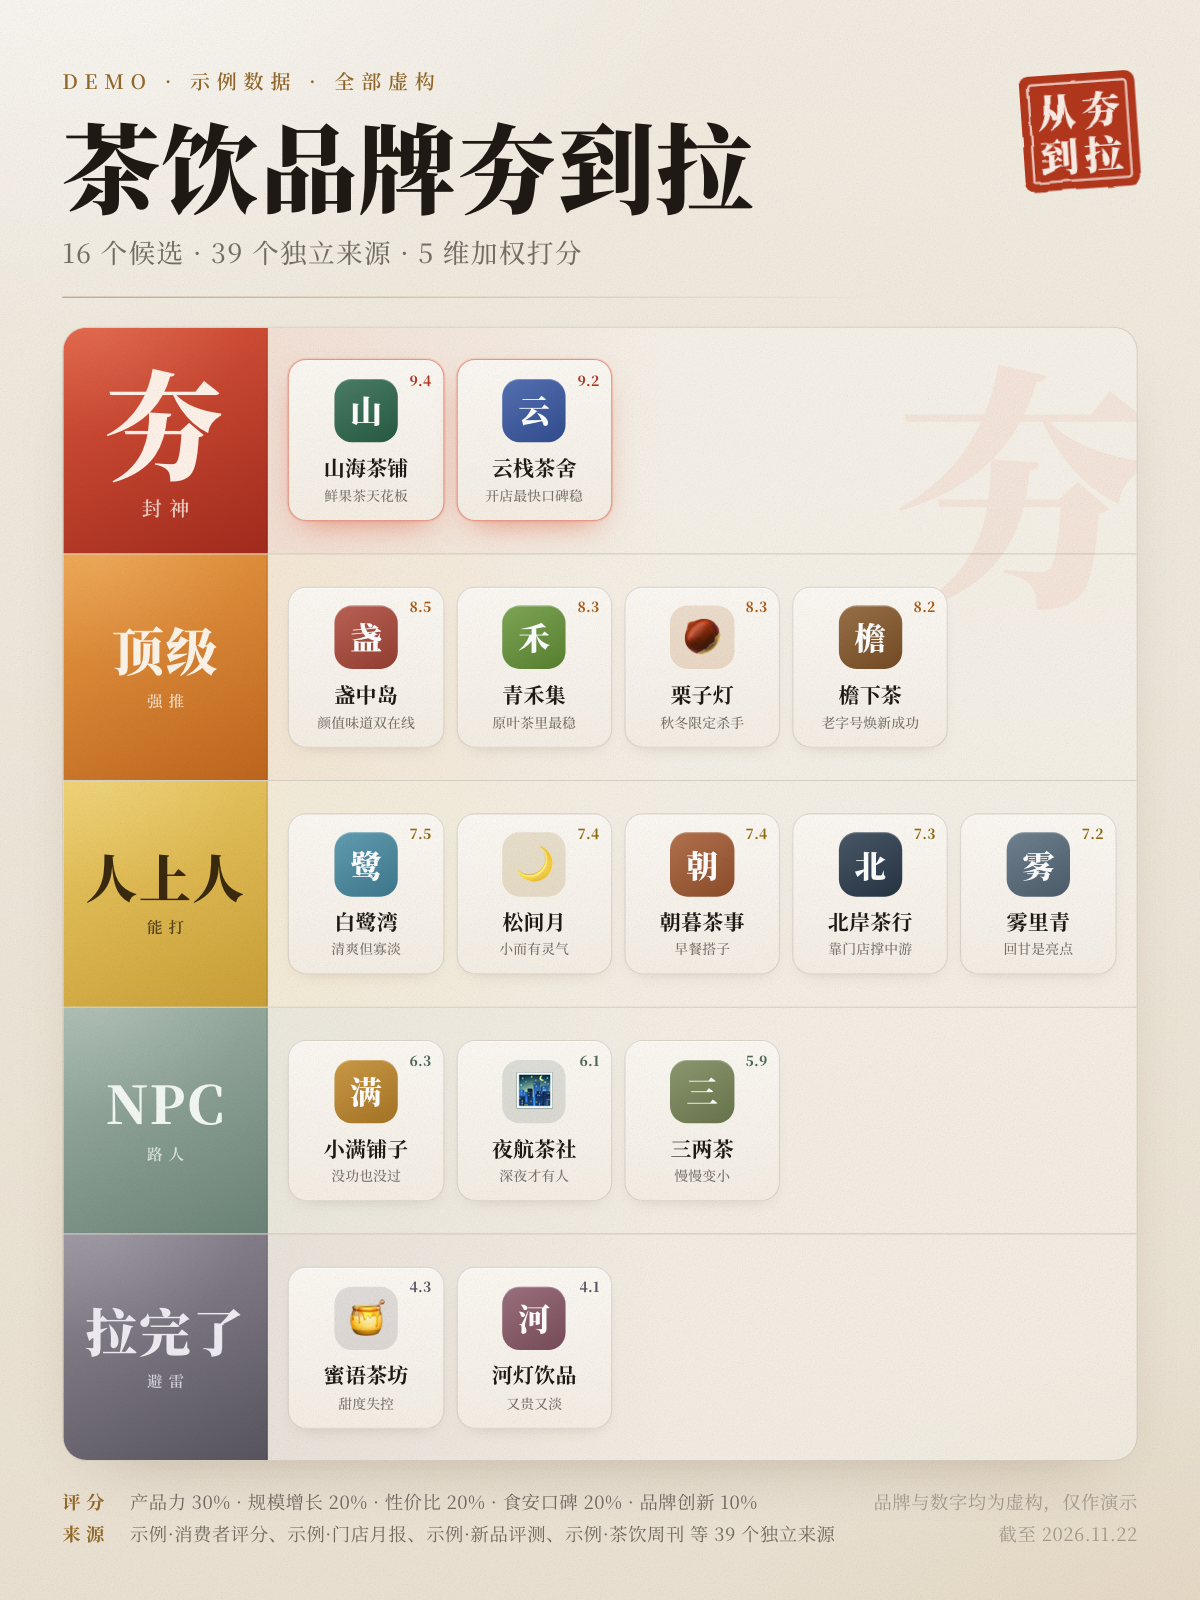 DEMO · 示例数据 · 全部虚构
茶饮品牌夯到拉
16 个候选 · 39 个独立来源 · 5 维加权打分
从夯
到拉
夯
封神
9.4
山
山海茶铺
鲜果茶天花板
9.2
云
云栈茶舍
开店最快口碑稳
夯
顶级
强推
8.5
盏
盏中岛
颜值味道双在线
8.3
禾
青禾集
原叶茶里最稳
8.3
栗子灯
秋冬限定杀手
8.2
檐
檐下茶
老字号焕新成功
人上人
能打
7.5
鹭
白鹭湾
清爽但寡淡
7.4
松间月
小而有灵气
7.4
朝
朝暮茶事
早餐搭子
7.3
北
北岸茶行
靠门店撑中游
7.2
雾
雾里青
回甘是亮点
NPC
路人
6.3
满
小满铺子
没功也没过
6.1
夜航茶社
深夜才有人
5.9
三
三两茶
慢慢变小
拉完了
避雷
4.3
蜜语茶坊
甜度失控
4.1
河
河灯饮品
又贵又淡
评分 产品力 30% · 规模增长 20% · 性价比 20% · 食安口碑 20% · 品牌创新 10%
来源 示例·消费者评分、示例·门店月报、示例·新品评测、示例·茶饮周刊 等 39 个独立来源
品牌与数字均为虚构，仅作演示
截至 2026.11.22